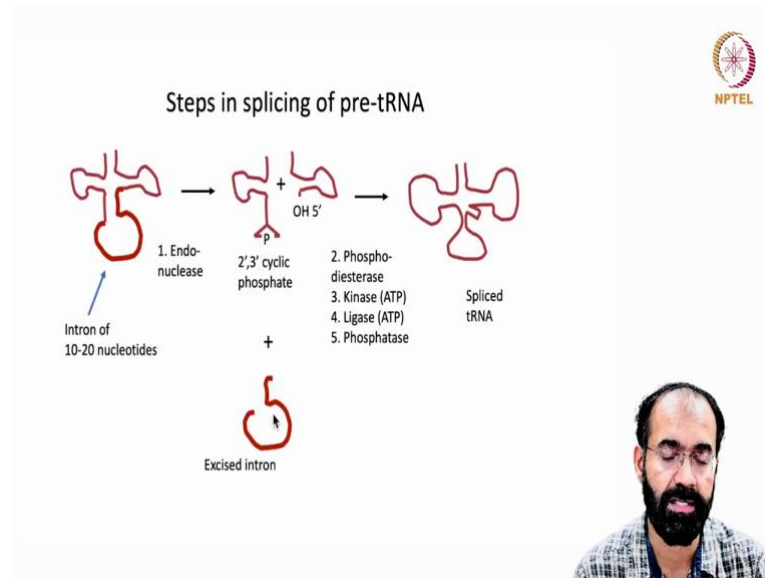 NPTEL
Steps in splicing of pre-tRNA
1. Endo-
nuclease
Intron of
10-20 nucleotides
+
OH 5'
P
2',3' cyclic
phosphate
+
Excised intron
2. Phospho-
diesterase
3. Kinase (ATP)
4. Ligase (ATP)
5. Phosphatase
Spliced
tRNA